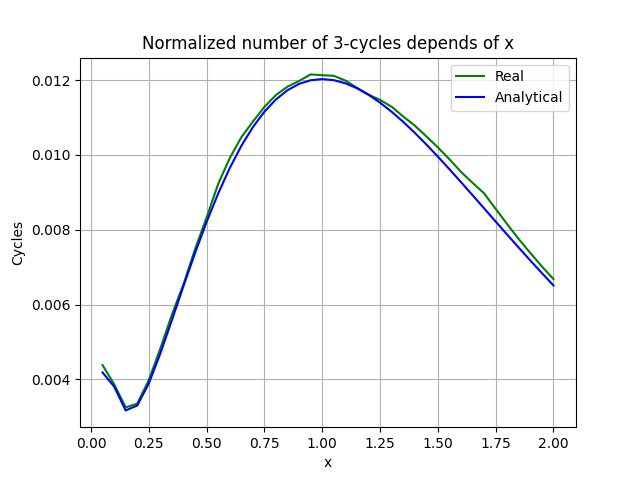 Normalized number of 3-cycles depends of x
Real
Analytical
Cycles
0.012
0.010
0.008
0.006
0.004
0.00 0.25 0.50 0.75 1.00 1.25 1.50 1.75 2.00
x